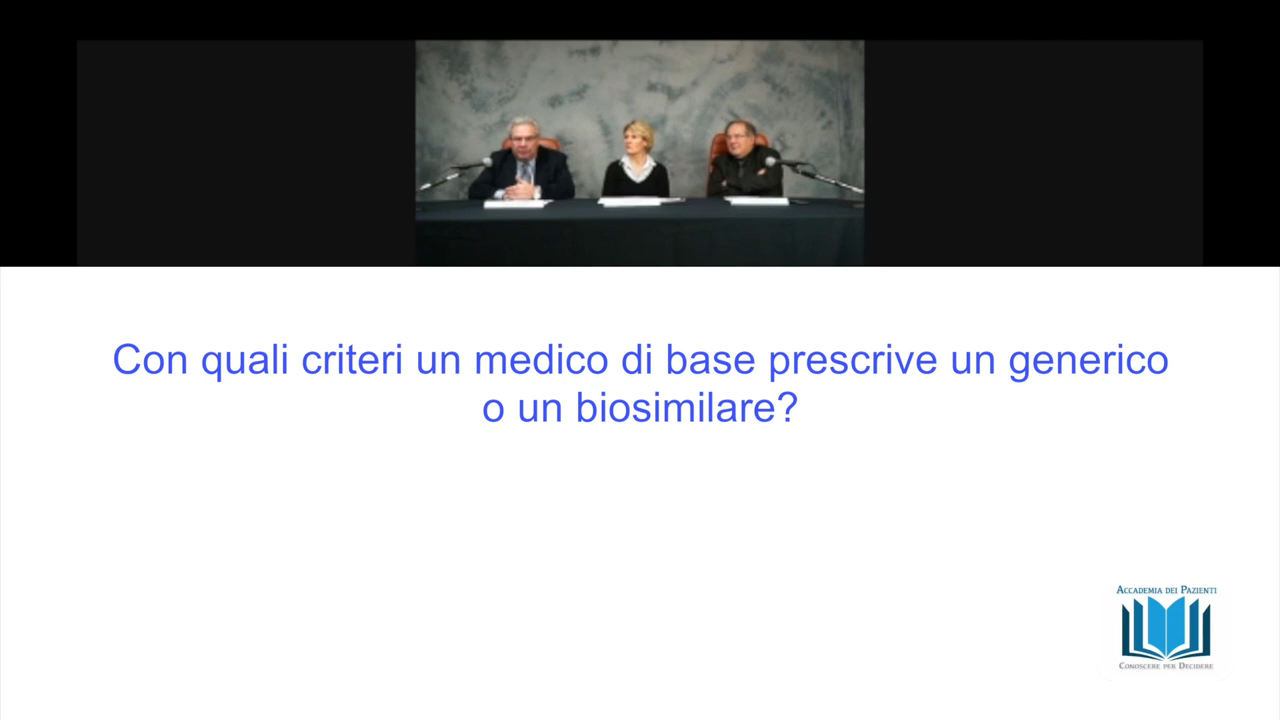 Con quali criteri un medico di base prescrive un generico
o un biosimilare?
ACCADEMIA DEI PAZIENTI
CONOSCERE PER DECIDERE